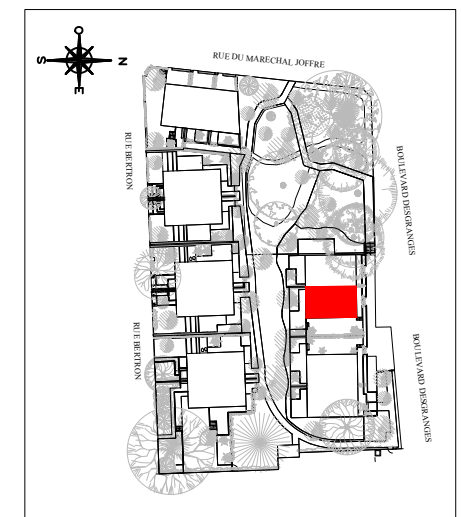 O
S
N
E
RUE DU MARECHAL JOFFRE
RUE BERTRON
BOULEVARD DESGRANGES
RUE BERTRON
BOULEVARD DESGRANGES